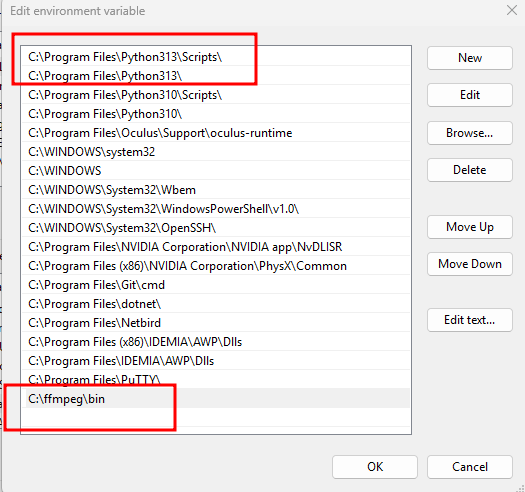 Edit environment variable
C:\Program Files\Python313\Scripts\
C:\Program Files\Python313\
C:\Program Files\Python310\Scripts\
C:\Program Files\Python310\
C:\Program Files\Oculus\Support\oculus-runtime
C:\WINDOWS\system32
C:\WINDOWS
C:\WINDOWS\System32\Wbem
C:\WINDOWS\System32\WindowsPowerShell\v1.0\
C:\WINDOWS\System32\OpenSSH\
C:\Program Files\NVIDIA Corporation\NVIDIA app\NvDLISR
C:\Program Files (x86)\NVIDIA Corporation\PhysX\Common
C:\Program Files\Git\cmd
C:\Program Files\dotnet\
C:\Program Files\Netbird
C:\Program Files (x86)\IDEMIA\AWP\Dlls
C:\Program Files\IDEMIA\AWP\Dlls
C:\Program Files\PuTTY\
C:\ffmpeg\bin
New
Edit
Browse...
Delete
Move Up
Move Down
Edit text...
OK
Cancel